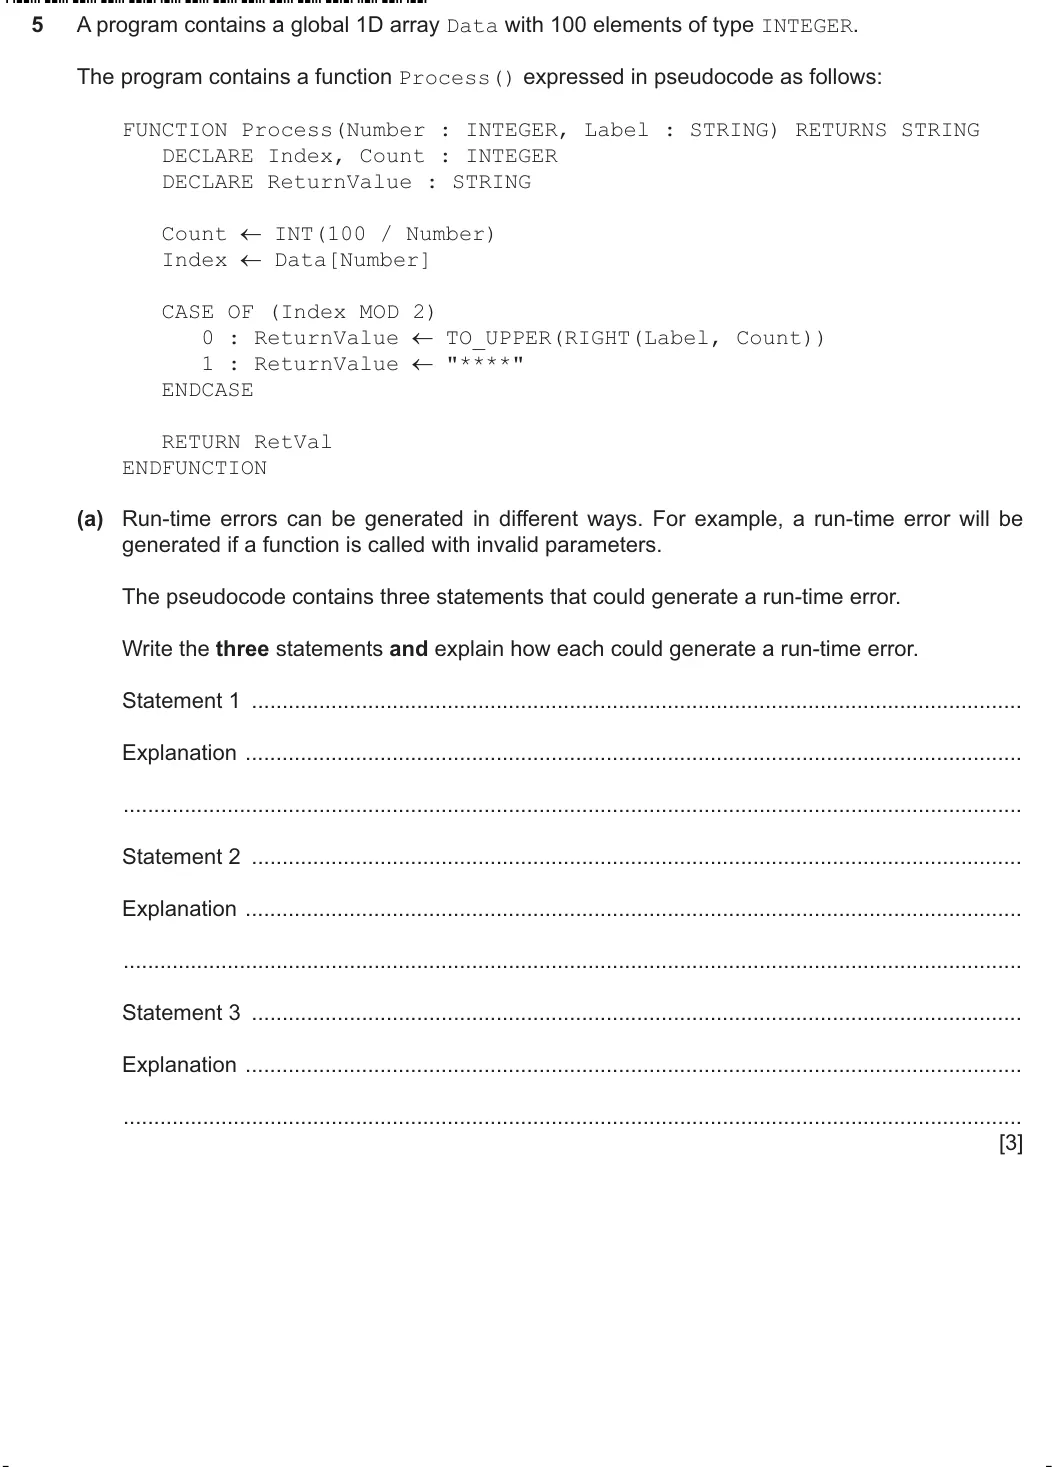 5 A program contains a global 1D array Data with 100 elements of type INTEGER.
The program contains a function Process() expressed in pseudocode as follows:
FUNCTION Process(Number : INTEGER, Label : STRING) RETURNS STRING
DECLARE Index, Count : INTEGER
DECLARE ReturnValue : STRING
Count ← INT(100 / Number)
Index ← Data[Number]
CASE OF (Index MOD 2)
0 : ReturnValue ← TO_UPPER(RIGHT(Label, Count))
1 : ReturnValue ← "****"
ENDCASE
RETURN RetVal
ENDFUNCTION
(a) Run-time errors can be generated in different ways. For example, a run-time error will be
generated if a function is called with invalid parameters.
The pseudocode contains three statements that could generate a run-time error.
Write the three statements and explain how each could generate a run-time error.
Statement 1 ..........
Explanation ..........
..........
Statement 2 ..........
Explanation ..........
..........
Statement 3 ..........
Explanation ..........
..........
[3]